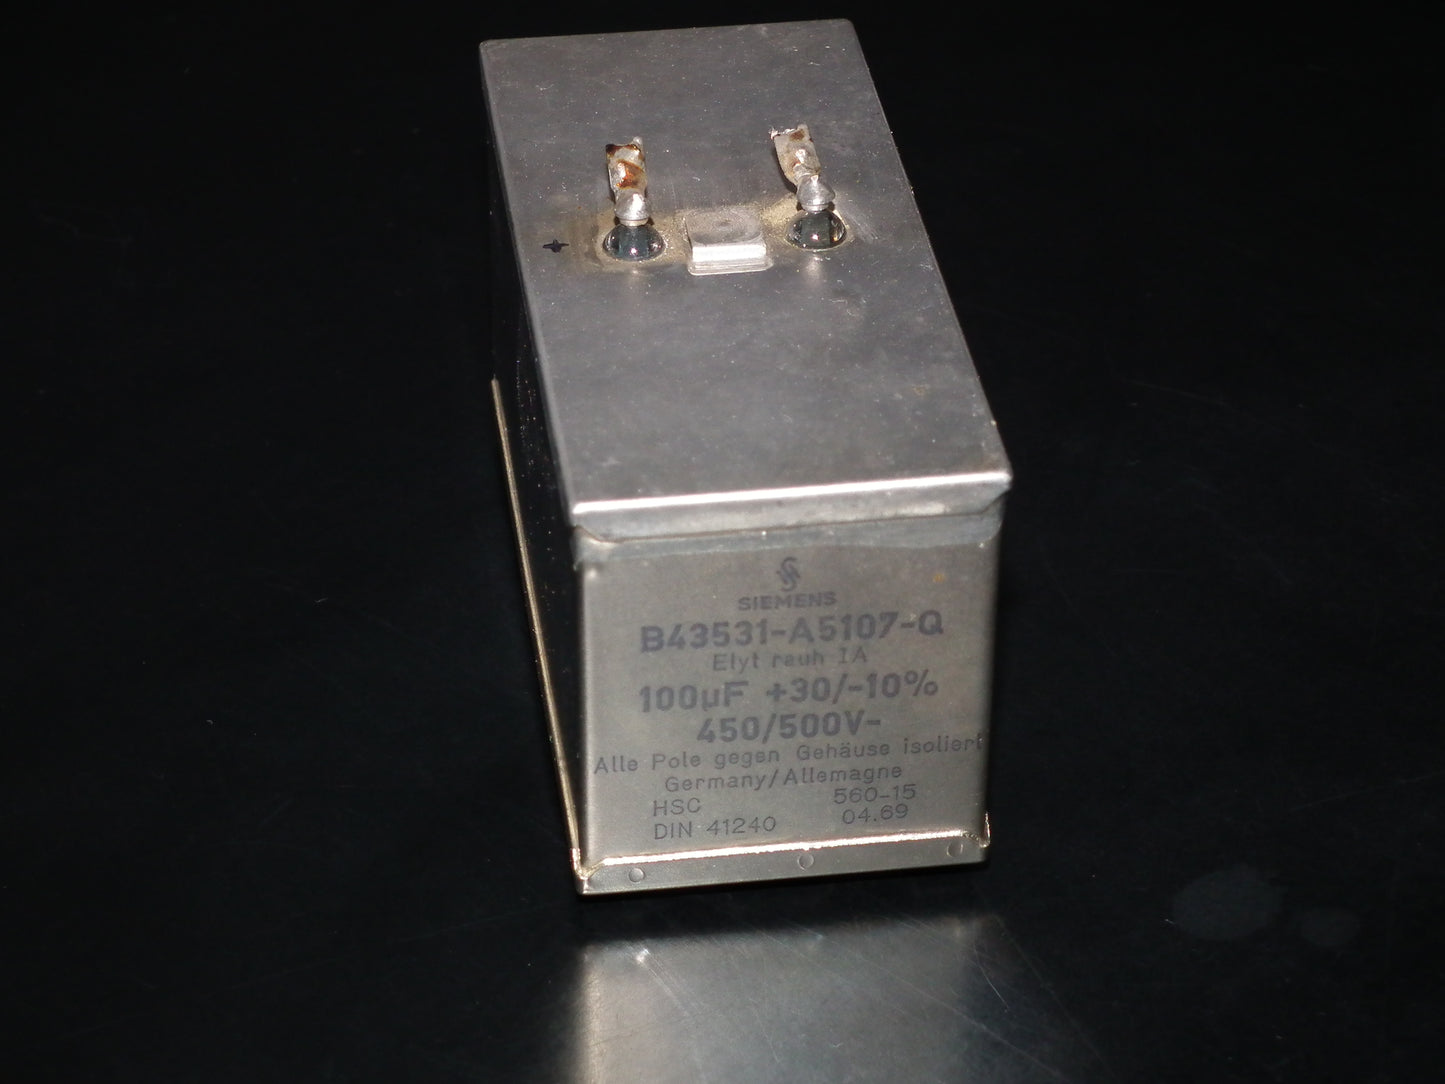 +
SIEMENS
B43531-A5107-Q
Elyt rauh IA
100µF +30/-10%
450/500V-
Alle Pole gegen Gehäuse isoliert
Germany/Allemagne
HSC 560-15
DIN 41240 04.69